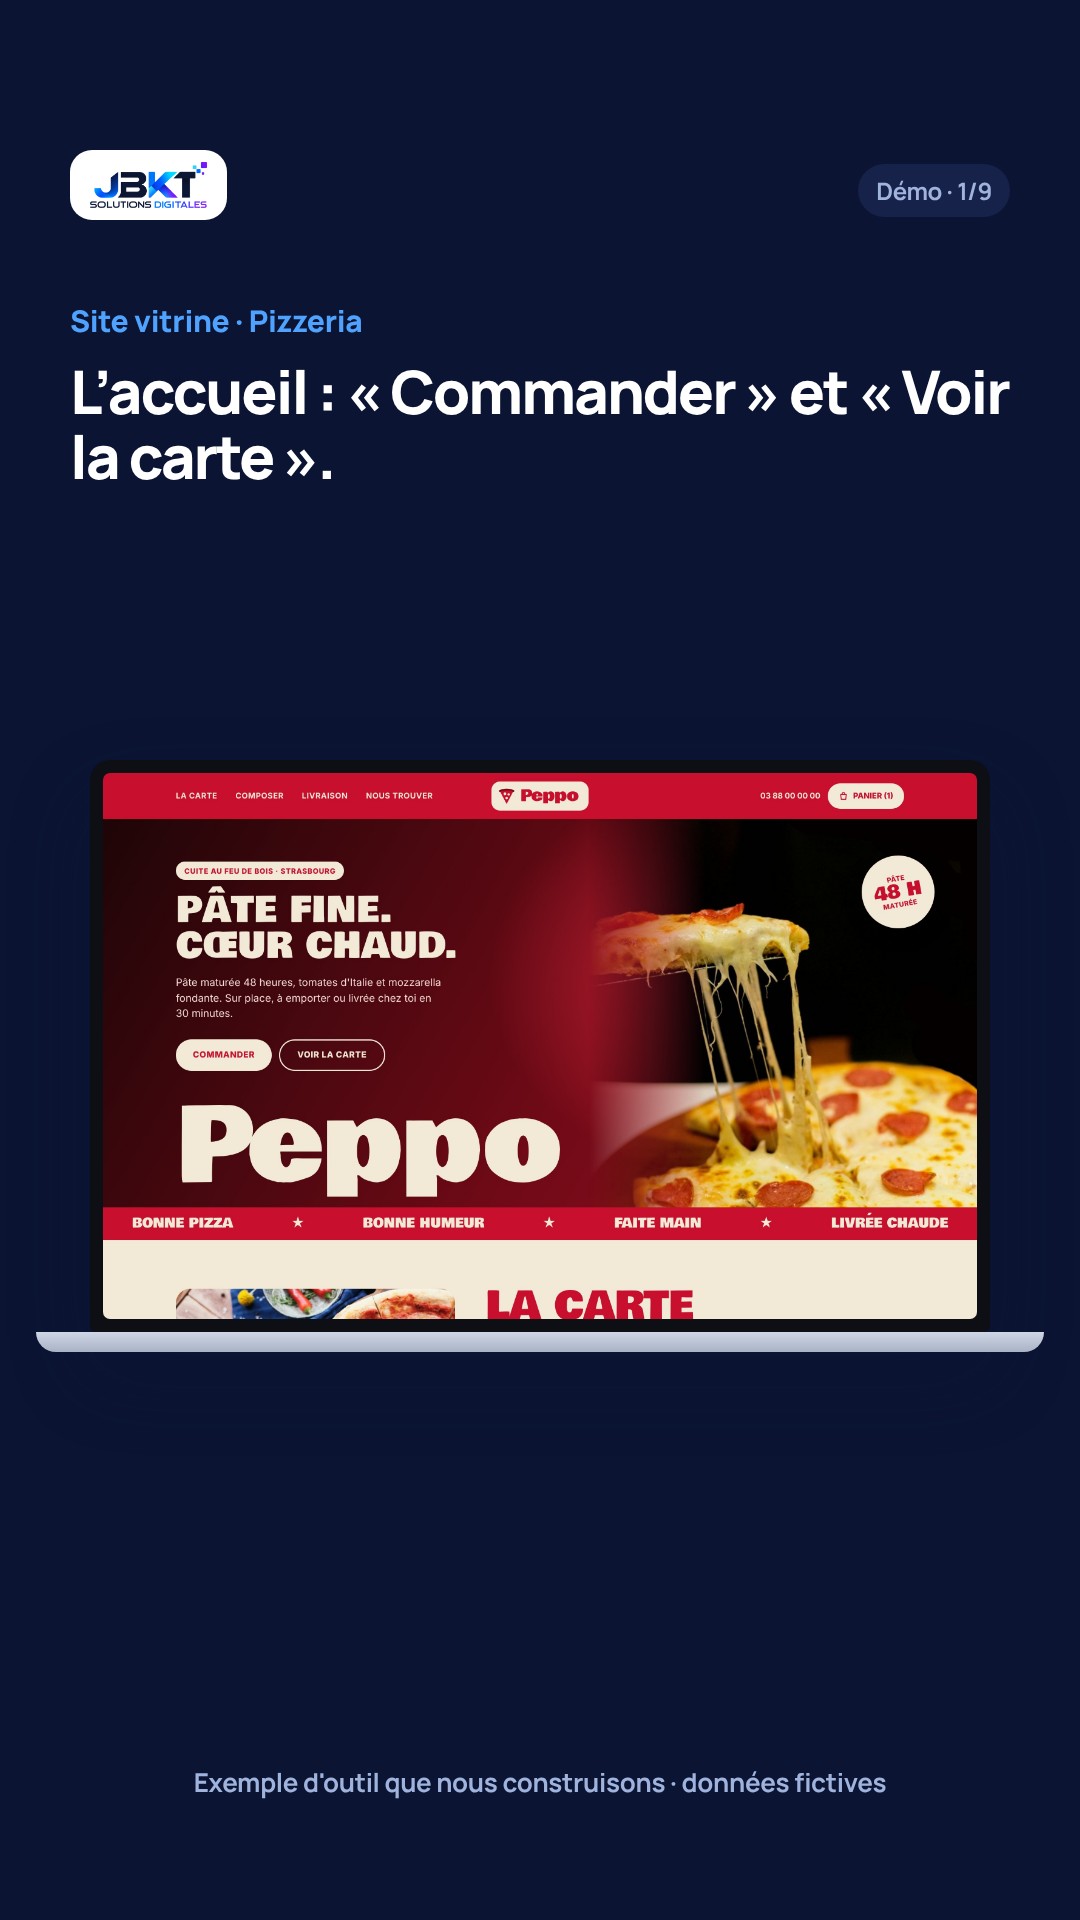 JBKT
SOLUTIONS DIGITALES
Démo · 1/9
Site vitrine · Pizzeria
L’accueil : « Commander » et « Voir
la carte ».
LA CARTE COMPOSER LIVRAISON NOUS TROUVER
Peppo
03 88 00 00 00
PANIER (1)
CUITE AU FEU DE BOIS · STRASBOURG
PÂTE
48 H
MATURÉE
PÂTE FINE.
CŒUR CHAUD.
Pâte maturée 48 heures, tomates d'Italie et mozzarella
fondante. Sur place, à emporter ou livrée chez toi en
30 minutes.
COMMANDER
VOIR LA CARTE
Peppo
BONNE PIZZA ★ BONNE HUMEUR ★ FAITE MAIN ★ LIVRÉE CHAUDE
LA CARTE
Exemple d'outil que nous construisons · données fictives